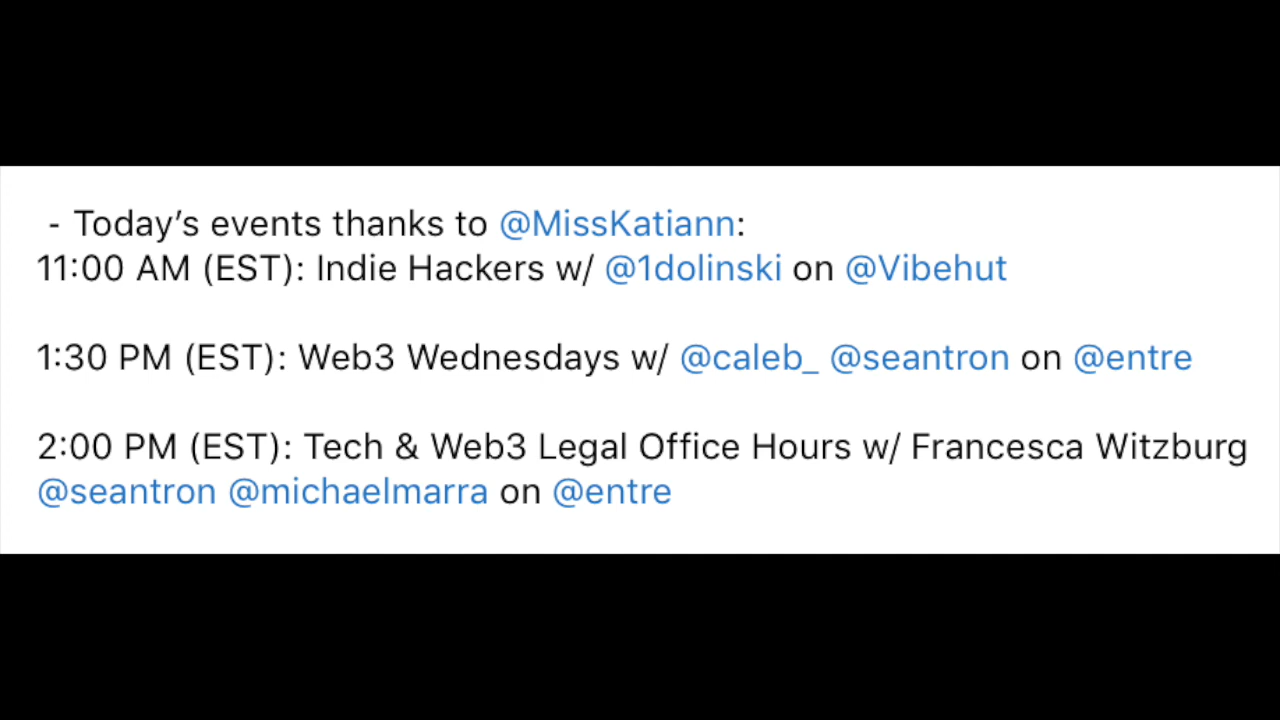 - Today’s events thanks to @MissKatiann:
11:00 AM (EST): Indie Hackers w/ @1dolinski on @Vibehut
1:30 PM (EST): Web3 Wednesdays w/ @caleb_ @seantron on @entre
2:00 PM (EST): Tech & Web3 Legal Office Hours w/ Francesca Witzburg
@seantron @michaelmarra on @entre